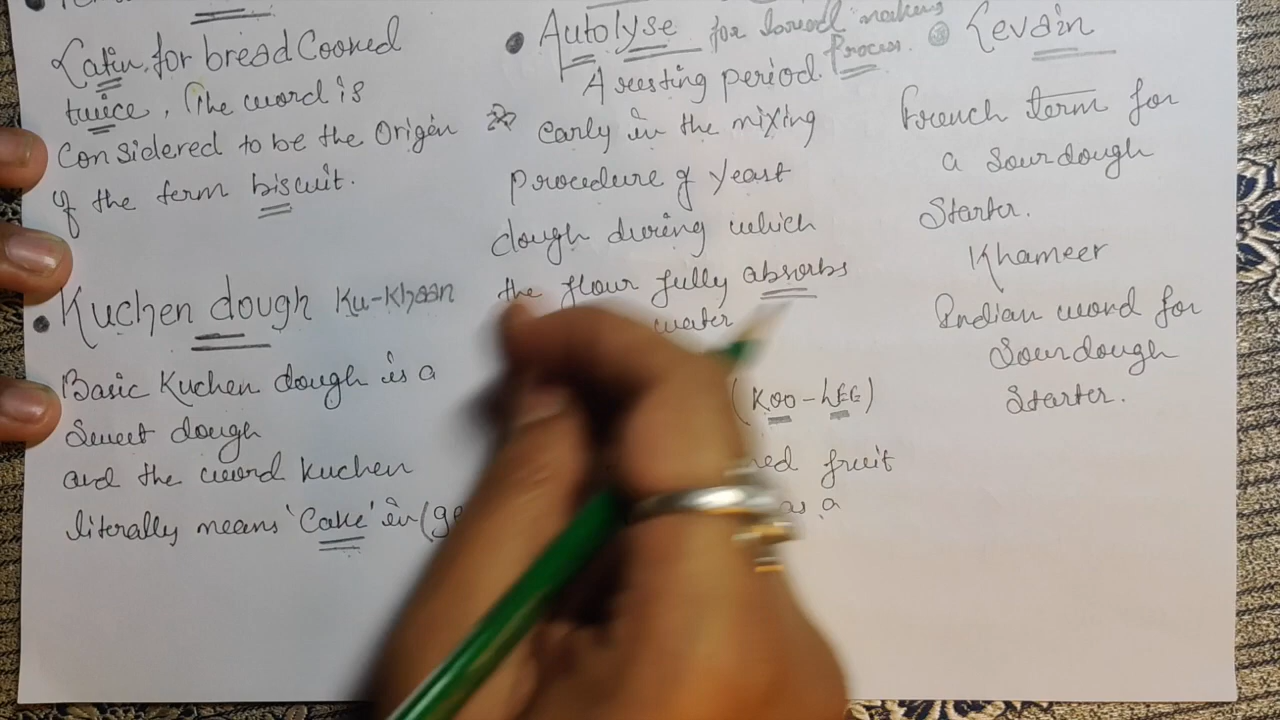 Latin, for bread Cooked
twice, The word is
Considered to be the Origin
of the term biscuit.
Kuchen dough Ku-Khaan
Basic Kuchen dough is a
Sweet dough
and the word Kuchen
literally means 'Cake' in (ge
Autolyse for bread making
Process.
A resting period
early in the mixing
procedure of yeast
dough during which
the flour fully absorbs
water
(Koo-LEE)
fruit
as a
Levain
French term for
a Sourdough
Starter.
Khameer
Indian word for
Sourdough
Starter.